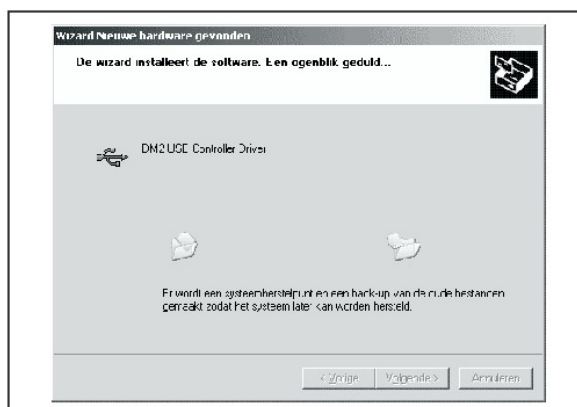 Wizard Nieuwe hardware gevonden
De wizard installeert de software. Een ogenblik geduld...
DM2 USB Controller Driver
Er wordt een systeemherstelpunt en een back-up van de oude bestanden
gemaakt zodat het systeem later kan worden hersteld.
< Vorige
Volgende >
Annuleren